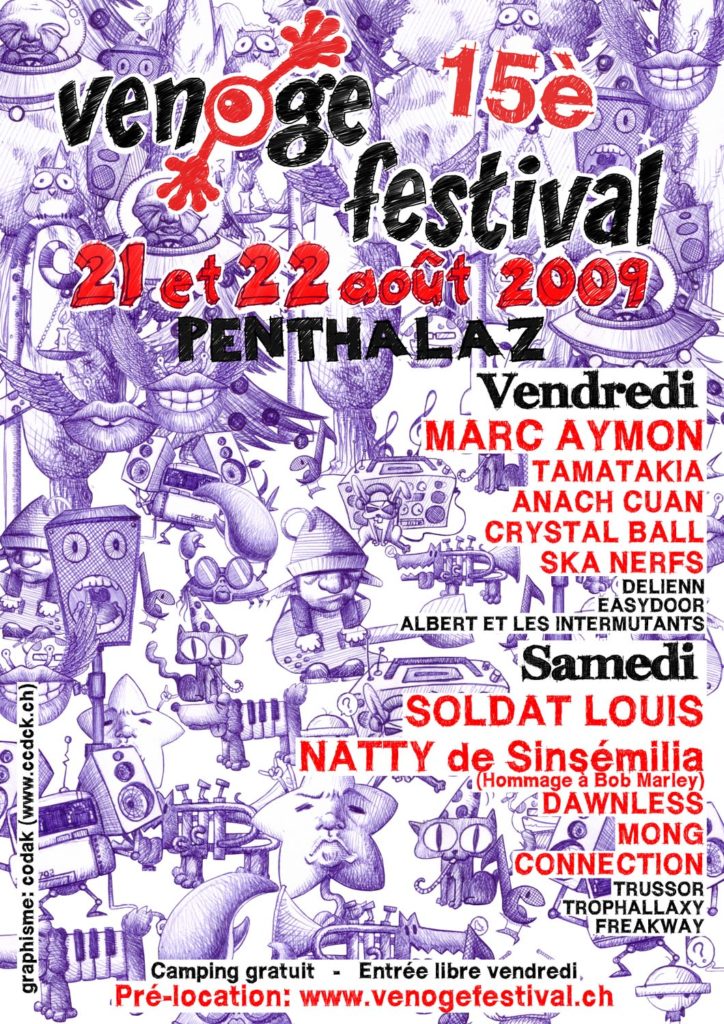 venoge 15è
festival
21 et 22 août 2009
PENTHALAZ
Vendredi
MARC AYMON
TAMATAKIA
ANACH CUAN
CRYSTAL BALL
SKA NERFS
DELIENN
EASYDOOR
ALBERT ET LES INTERMUTANTS
Samedi
SOLDAT LOUIS
NATTY de Sinsémilia
(Hommage à Bob Marley)
DAWNLESS
MONG
CONNECTION
TRUSSOR
TROPHALLAXY
FREAKWAY
graphisme: codak (www.ccdck.ch)
Camping gratuit - Entrée libre vendredi
Pré-location: www.venogefestival.ch